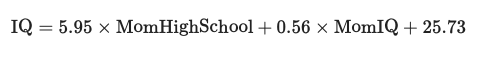 IQ = 5.95 × MomHighSchool + 0.56 × MomIQ + 25.73